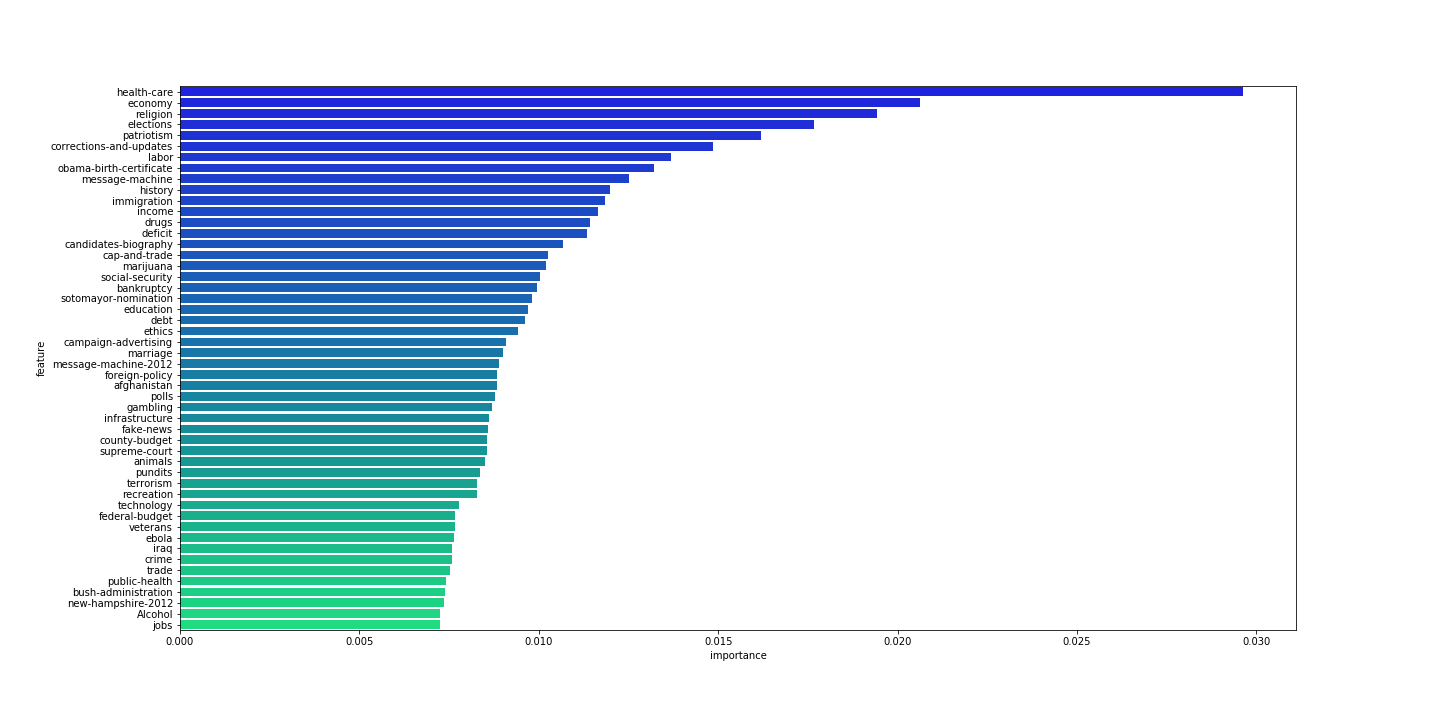 health-care
economy
religion
elections
patriotism
corrections-and-updates
labor
obama-birth-certificate
message-machine
history
immigration
income
drugs
deficit
candidates-biography
cap-and-trade
marijuana
social-security
bankruptcy
sotomayor-nomination
education
debt
ethics
campaign-advertising
marriage
message-machine-2012
foreign-policy
afghanistan
polls
gambling
infrastructure
fake-news
county-budget
supreme-court
animals
pundits
terrorism
recreation
technology
federal-budget
veterans
ebola
iraq
crime
trade
public-health
bush-administration
new-hampshire-2012
Alcohol
jobs
feature
0.000 0.005 0.010 0.015 0.020 0.025 0.030
importance